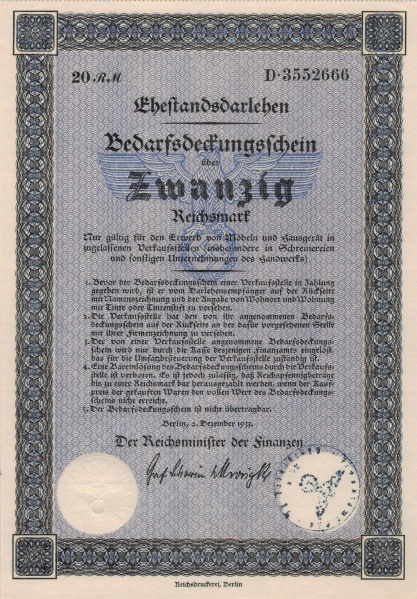 20 RM D·3552666
Ehestandsdarlehen
Bedarfsdeckungsschein
über
Zwanzig
Reichsmark
Nur gültig für den Erwerb von Möbeln und Hausgerät in
zugelassenen Verkaufsstellen (insbesondere in Schreinereien
und sonstigen Unternehmungen des Handwerks)
1. Bevor der Bedarfsdeckungsschein einer Verkaufsstelle in Zahlung
gegeben wird, ist er vom Darlehensempfänger auf der Rückseite
mit Namenszeichnung und der Angabe von Wohnort und Wohnung
mit Tinte oder Tintenstift zu versehen.
2. Die Verkaufsstelle hat den von ihr angenommenen Bedarfs-
deckungsschein auf der Rückseite an der dafür vorgesehenen Stelle
mit ihrer Firmenzeichnung zu versehen.
3. Der von einer Verkaufsstelle angenommene Bedarfsdeckungs-
schein wird nur durch die Kasse desjenigen Finanzamts eingelöst,
das für die Umsatzbesteuerung der Verkaufsstelle zuständig ist.
4. Eine Bareinlösung des Bedarfsdeckungsscheins durch die Verkaufs-
stelle ist verboten. Es ist jedoch zulässig, daß Reichspfennigbeträge
bis zu einer Reichsmark bar herausgezahlt werden, wenn der Kauf-
preis der gekauften Waren den vollen Wert des Bedarfsdeckungs-
scheins nicht erreicht.
5. Der Bedarfsdeckungsschein ist nicht übertragbar.
Berlin, 2. Dezember 1933.
Der Reichsminister der Finanzen
Graf Schwerin v Krosigk
Reichsdruckerei, Berlin